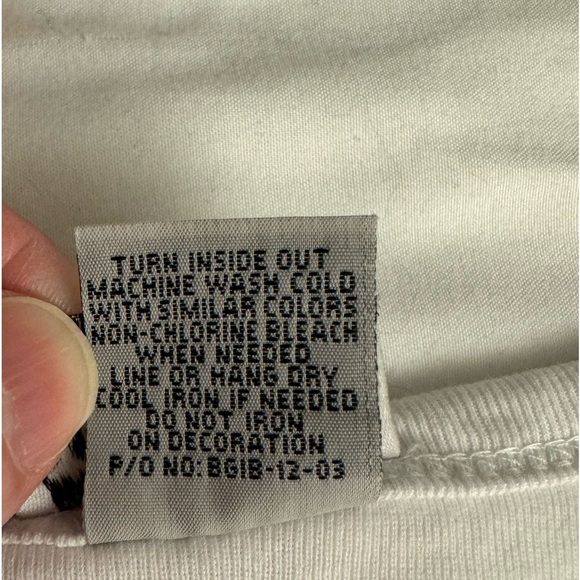 TURN INSIDE OUT
MACHINE WASH COLD
WITH SIMILAR COLORS
NON-CHLORINE BLEACH
WHEN NEEDED
LINE OR HANG DRY
COOL IRON IF NEEDED
DO NOT IRON
ON DECORATION
P/O NO: BGIB-12-03